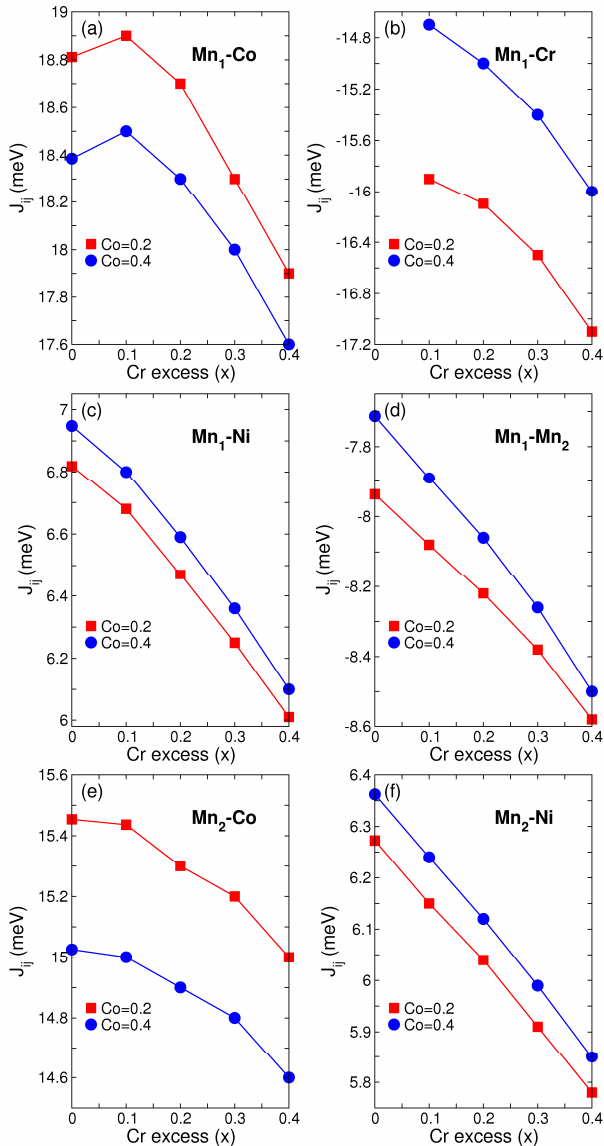 (a)
Mn1-Co
19
18.8
18.4
18.2
18
17.8
17.6
Jij (meV)
Co=0.2
Co=0.4
0
0.1
0.2
0.3
0.4
Cr excess (x)
(b)
Mn1-Cr
-14.8
-15.2
-15.6
-16
-16.4
-16.8
-17.2
Jij (meV)
Co=0.2
Co=0.4
0
0.1
0.2
0.3
0.4
Cr excess (x)
(c)
Mn1-Ni
7
6.8
6.6
6.4
6.2
6
Jij (meV)
Co=0.2
Co=0.4
0
0.1
0.2
0.3
0.4
Cr excess (x)
(d)
Mn1-Mn2
-7.8
-8
-8.2
-8.4
-8.6
Jij (meV)
Co=0.2
Co=0.4
0
0.1
0.2
0.3
0.4
Cr excess (x)
(e)
Mn2-Co
15.6
15.4
15.2
15
14.8
14.6
Jij (meV)
Co=0.2
Co=0.4
0
0.1
0.2
0.3
0.4
Cr excess (x)
(f)
Mn2-Ni
6.4
6.3
6.2
6.1
6
5.9
5.8
Jij (meV)
Co=0.2
Co=0.4
0
0.1
0.2
0.3
0.4
Cr excess (x)